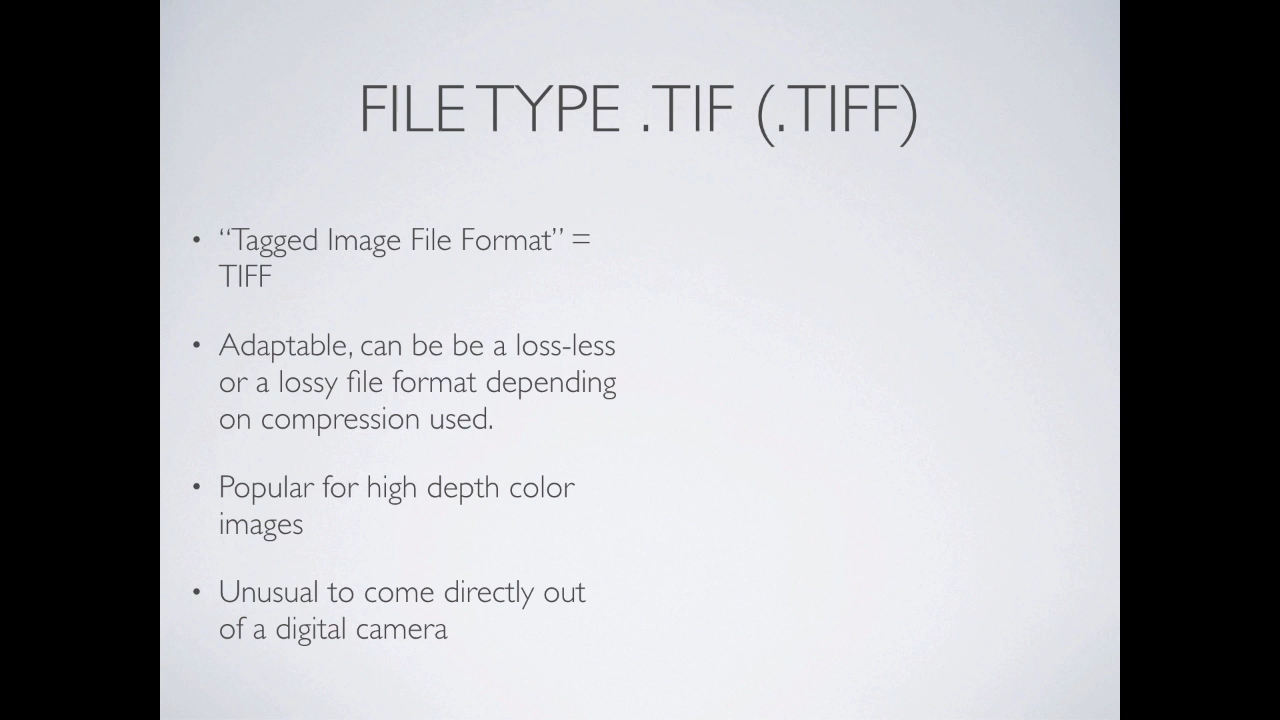 FILE TYPE .TIF (.TIFF)
• “Tagged Image File Format” =
TIFF
• Adaptable, can be be a loss-less
or a lossy file format depending
on compression used.
• Popular for high depth color
images
• Unusual to come directly out
of a digital camera